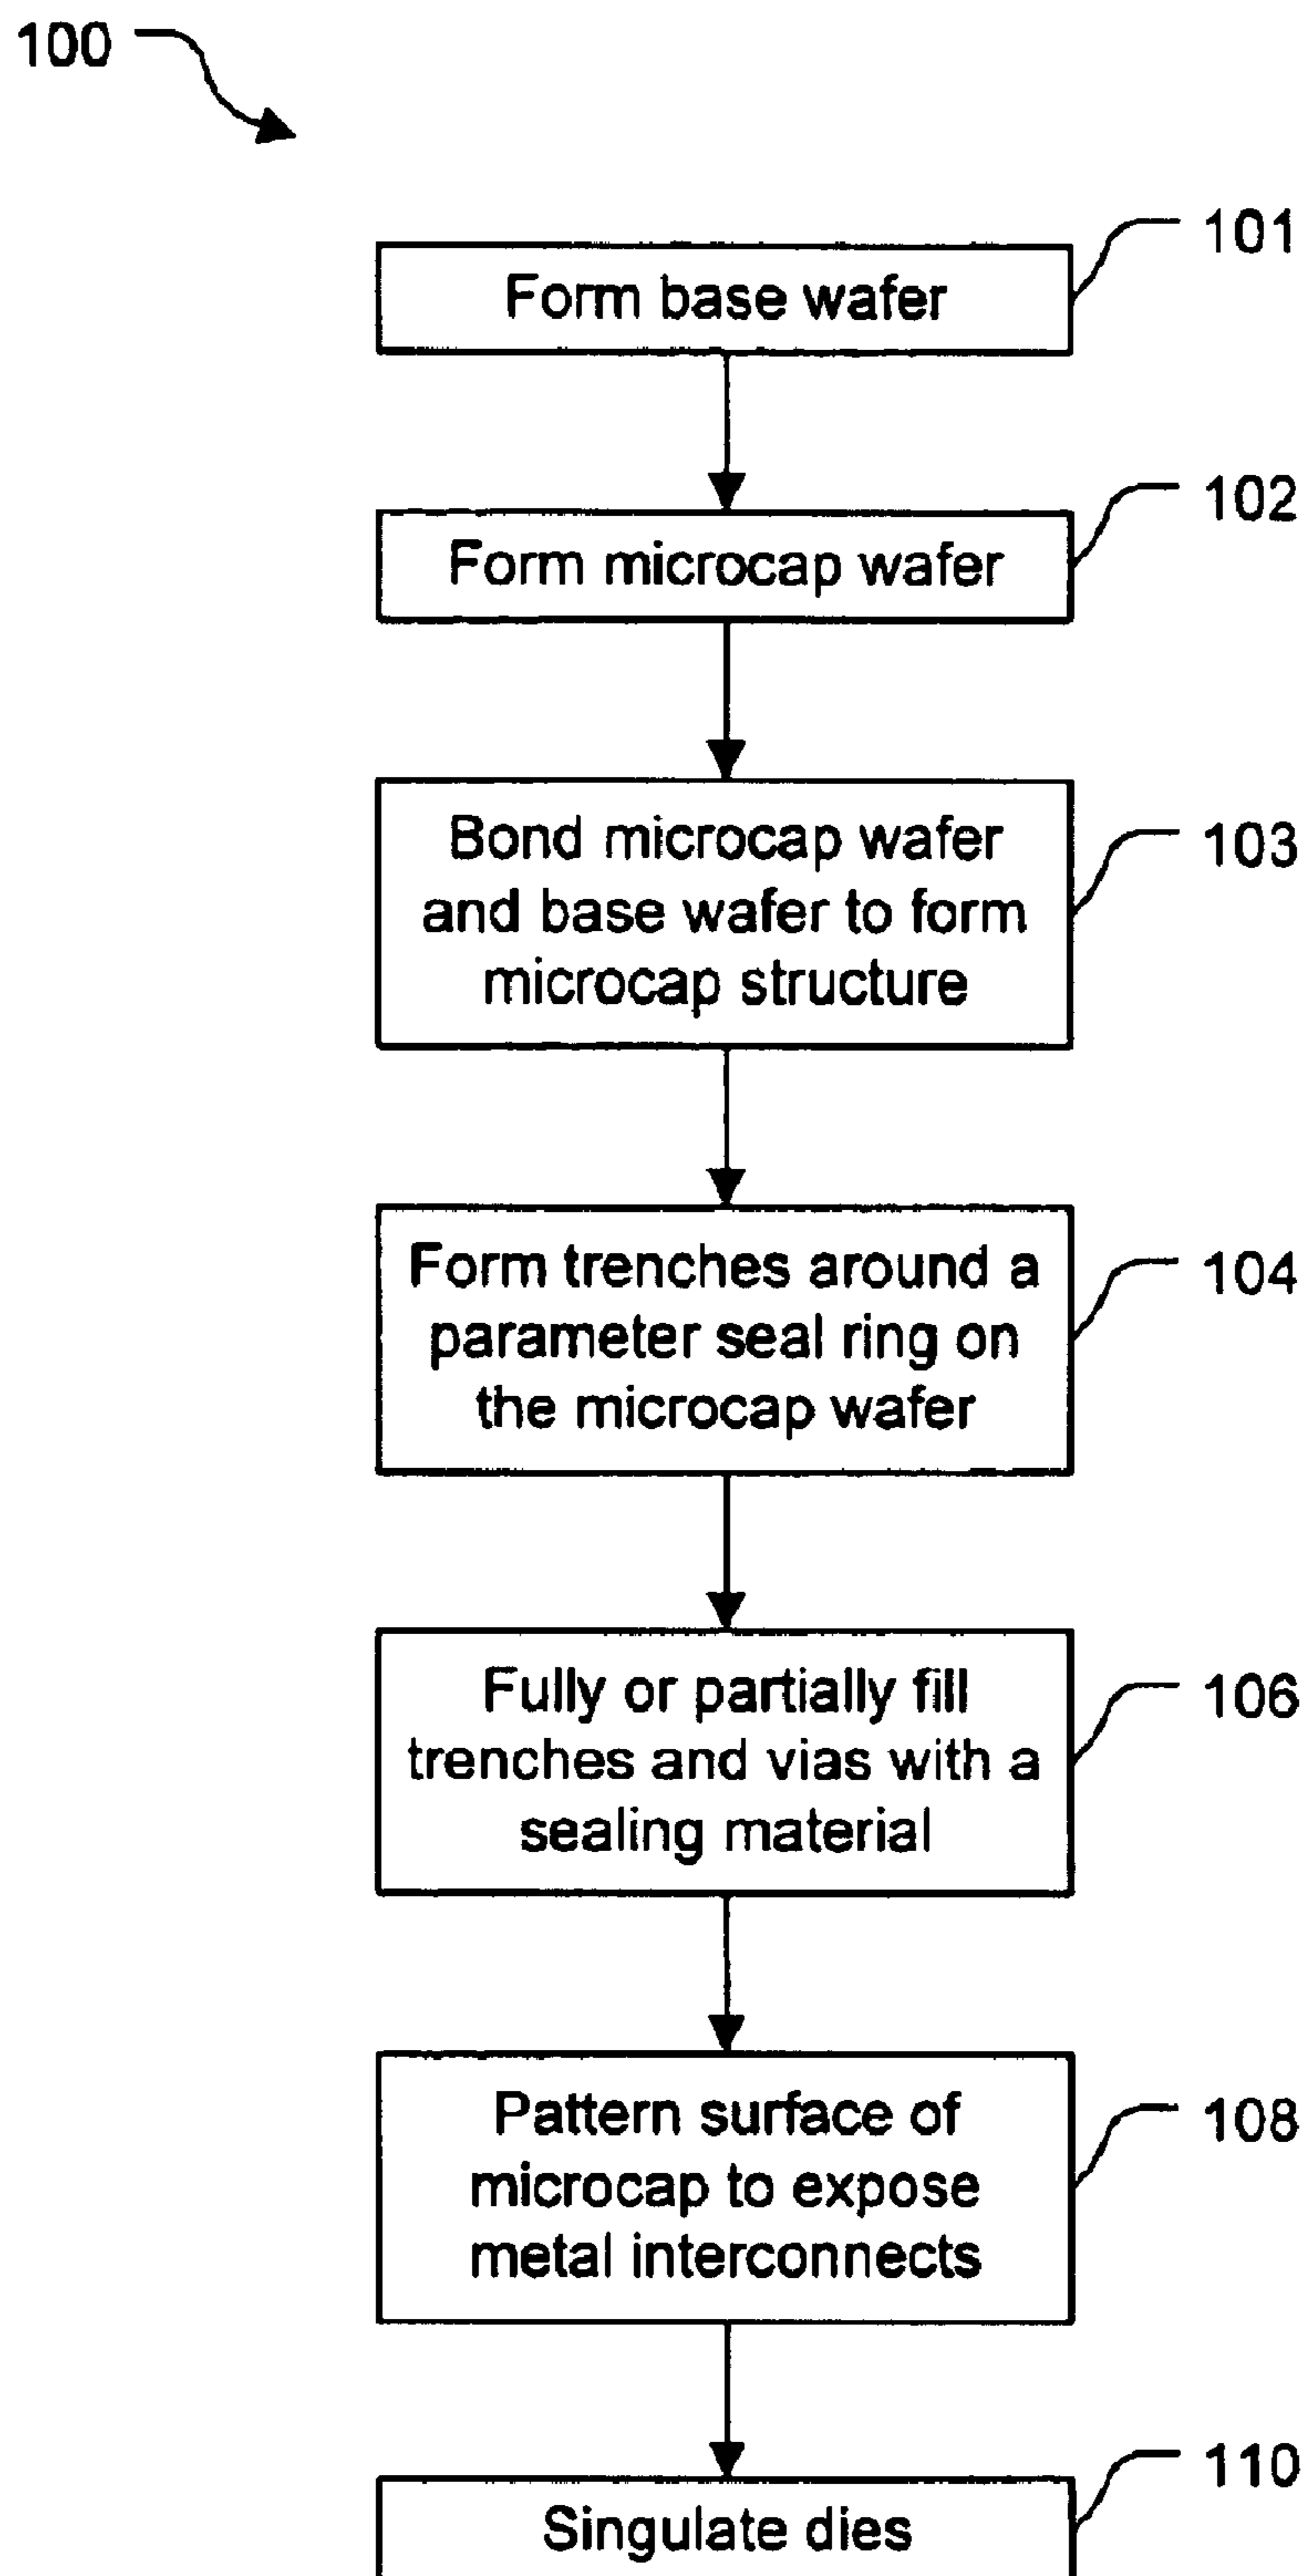 100
101
Form base wafer
102
Form microcap wafer
103
Bond microcap wafer
and base wafer to form
microcap structure
104
Form trenches around a
parameter seal ring on
the microcap wafer
106
Fully or partially fill
trenches and vias with a
sealing material
108
Pattern surface of
microcap to expose
metal interconnects
110
Singulate dies